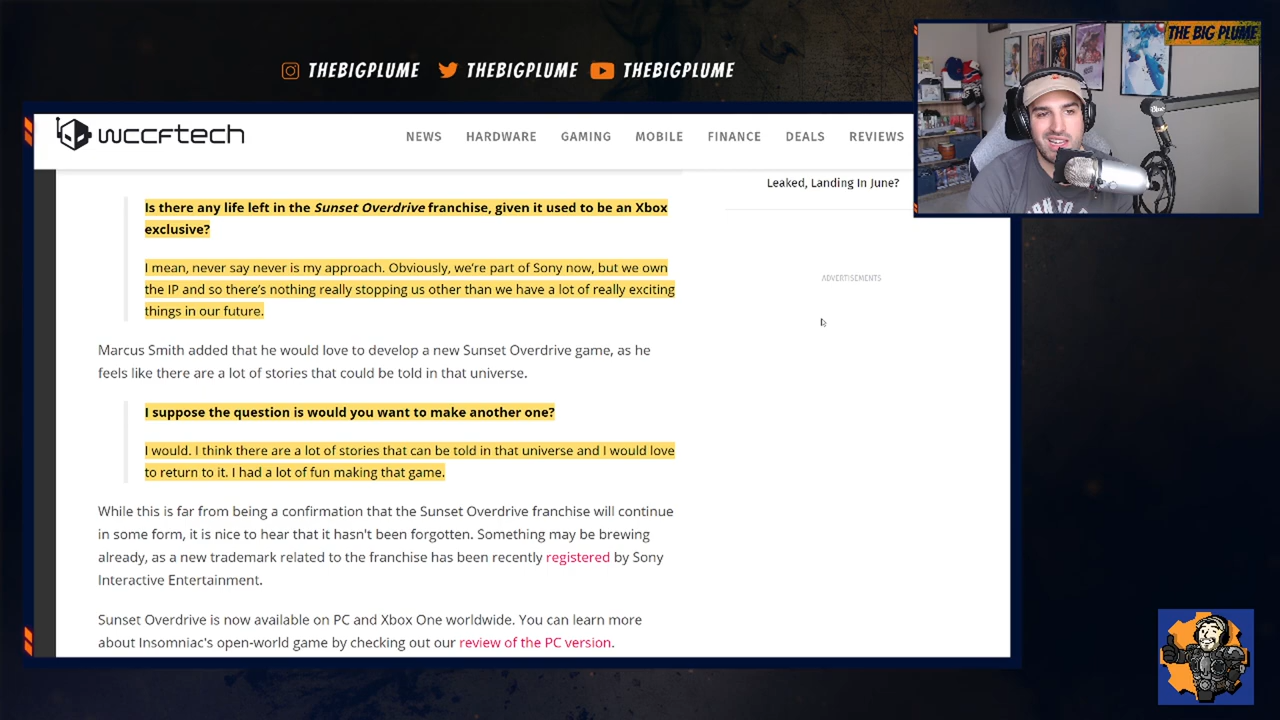 THE BIG PLUME
THEBIGPLUME THEBIGPLUME THEBIGPLUME
wccftech NEWS HARDWARE GAMING MOBILE FINANCE DEALS REVIEWS
Leaked, Landing In June?
Is there any life left in the Sunset Overdrive franchise, given it used to be an Xbox
exclusive?
I mean, never say never is my approach. Obviously, we're part of Sony now, but we own
the IP and so there's nothing really stopping us other than we have a lot of really exciting
things in our future.
ADVERTISEMENTS
Marcus Smith added that he would love to develop a new Sunset Overdrive game, as he
feels like there are a lot of stories that could be told in that universe.
I suppose the question is would you want to make another one?
I would. I think there are a lot of stories that can be told in that universe and I would love
to return to it. I had a lot of fun making that game.
While this is far from being a confirmation that the Sunset Overdrive franchise will continue
in some form, it is nice to hear that it hasn't been forgotten. Something may be brewing
already, as a new trademark related to the franchise has been recently registered by Sony
Interactive Entertainment.
Sunset Overdrive is now available on PC and Xbox One worldwide. You can learn more
about Insomniac's open-world game by checking out our review of the PC version.